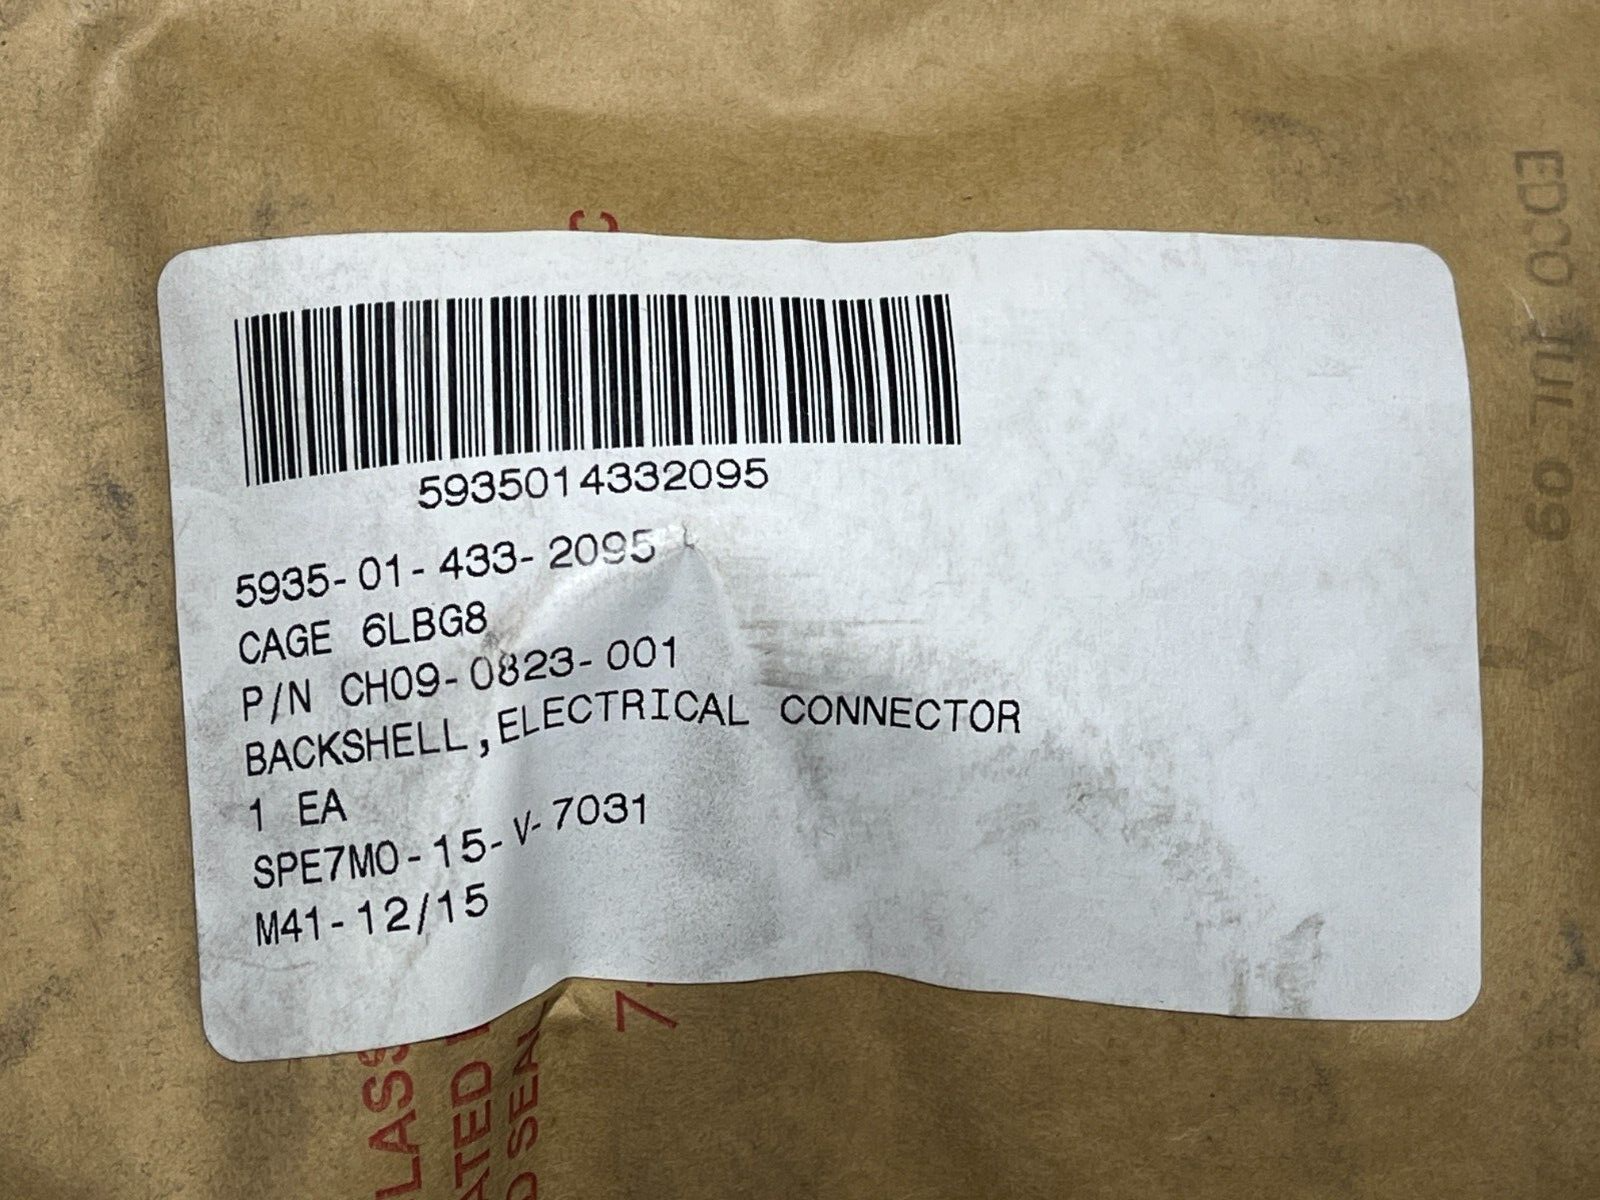 C
5935014332095
5935-01-433-2095
CAGE 6LBG8
P/N CH09-0823-001
BACKSHELL,ELECTRICAL CONNECTOR
1 EA
SPE7M0-15-V-7031
M41-12/15
EDCO JUL 09